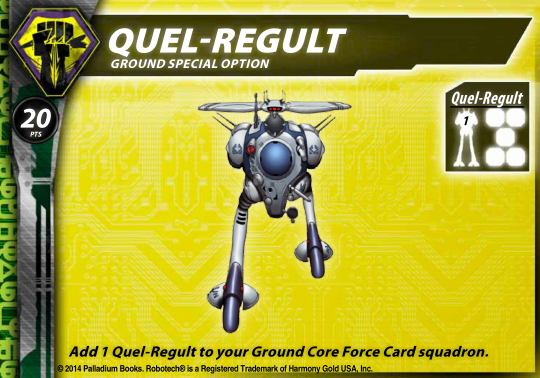 QUEL-REGULT
GROUND SPECIAL OPTION
20
PTS
Quel-Regult
1
Add 1 Quel-Regult to your Ground Core Force Card squadron.
© 2014 Palladium Books. Robotech® is a Registered Trademark of Harmony Gold USA, Inc.